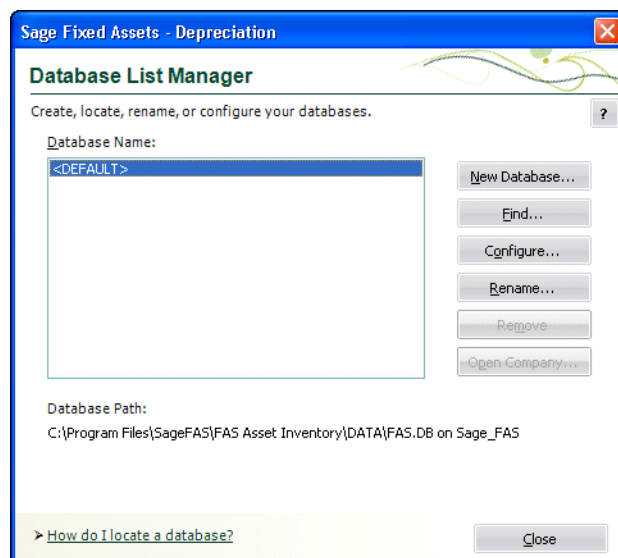 Sage Fixed Assets - Depreciation
Database List Manager
Create, locate, rename, or configure your databases.
?
Database Name:
<DEFAULT>
New Database...
Find...
Configure...
Rename...
Remove
Open Company...
Database Path:
C:\Program Files\SageFAS\FAS Asset Inventory\DATA\FAS.DB on Sage_FAS
➤ How do I locate a database?
Close